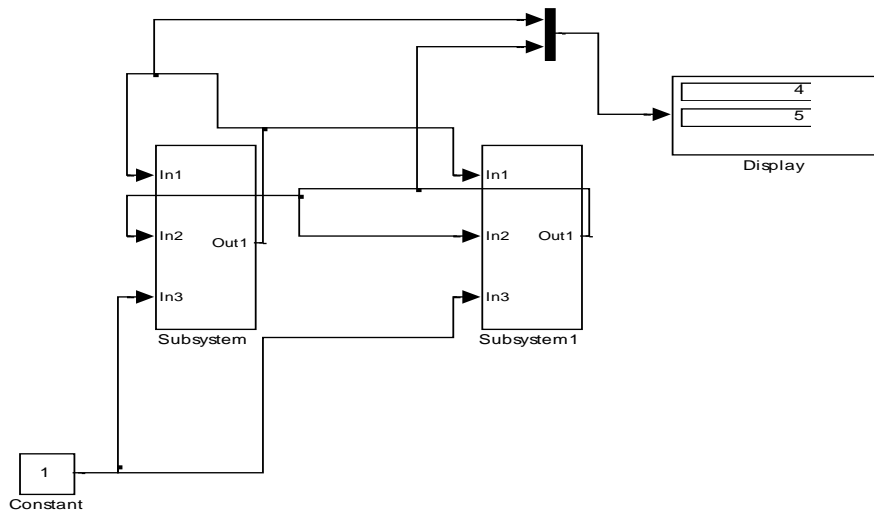 4
5
Display
In1
In2
Out1
In3
Subsystem
In1
In2
Out1
In3
Subsystem1
1
Constant